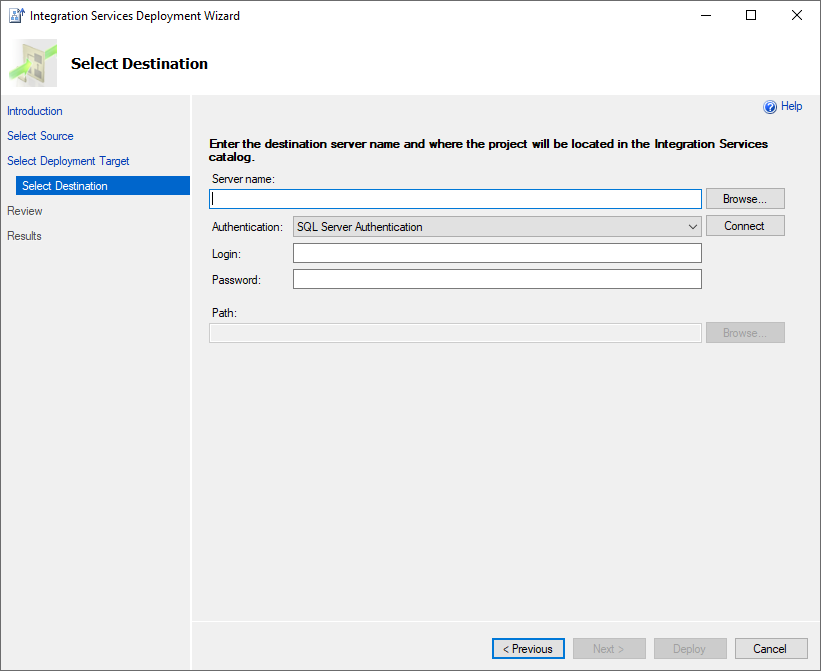 Integration Services Deployment Wizard
Select Destination
Help
Introduction
Select Source
Select Deployment Target
Select Destination
Review
Results
Enter the destination server name and where the project will be located in the Integration Services
catalog.
Server name:
Browse...
Authentication: SQL Server Authentication Connect
Login:
Password:
Path:
Browse...
< Previous Next > Deploy Cancel